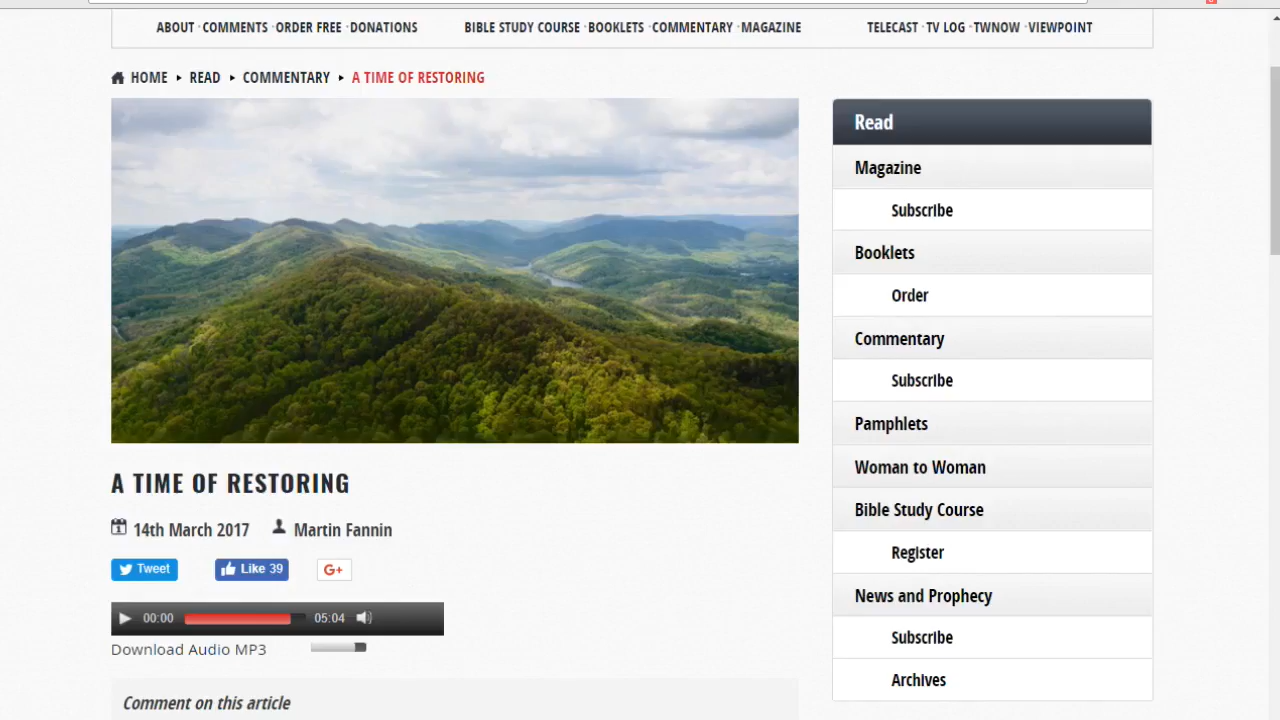 ABOUT · COMMENTS · ORDER FREE · DONATIONS BIBLE STUDY COURSE · BOOKLETS · COMMENTARY · MAGAZINE TELECAST · TV LOG · TWNOW · VIEWPOINT
HOME ▸ READ ▸ COMMENTARY ▸ A TIME OF RESTORING
A TIME OF RESTORING
14th March 2017 Martin Fannin
Tweet Like 39 G+
00:00 05:04
Download Audio MP3
Comment on this article
Read
Magazine
Subscribe
Booklets
Order
Commentary
Subscribe
Pamphlets
Woman to Woman
Bible Study Course
Register
News and Prophecy
Subscribe
Archives